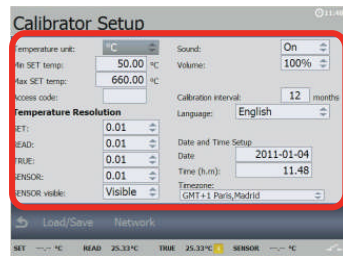 11:48
Calibrator Setup
Temperature unit: °C
Min SET temp: 50.00 °C
Max SET temp: 660.00 °C
Access code:
Temperature Resolution
SET: 0.01
READ: 0.01
TRUE: 0.01
SENSOR: 0.01
SENSOR visible: Visible
Sound: On
Volume: 100%
Calibration interval: 12 months
Language: English
Date and Time Setup
Date 2011-01-04
Time (h.m): 11.48
Timezone:
GMT+1 Paris,Madrid
Load/Save Network
SET ---.-- °C READ 25.33°C TRUE 25.33°C SENSOR ---.-- °C